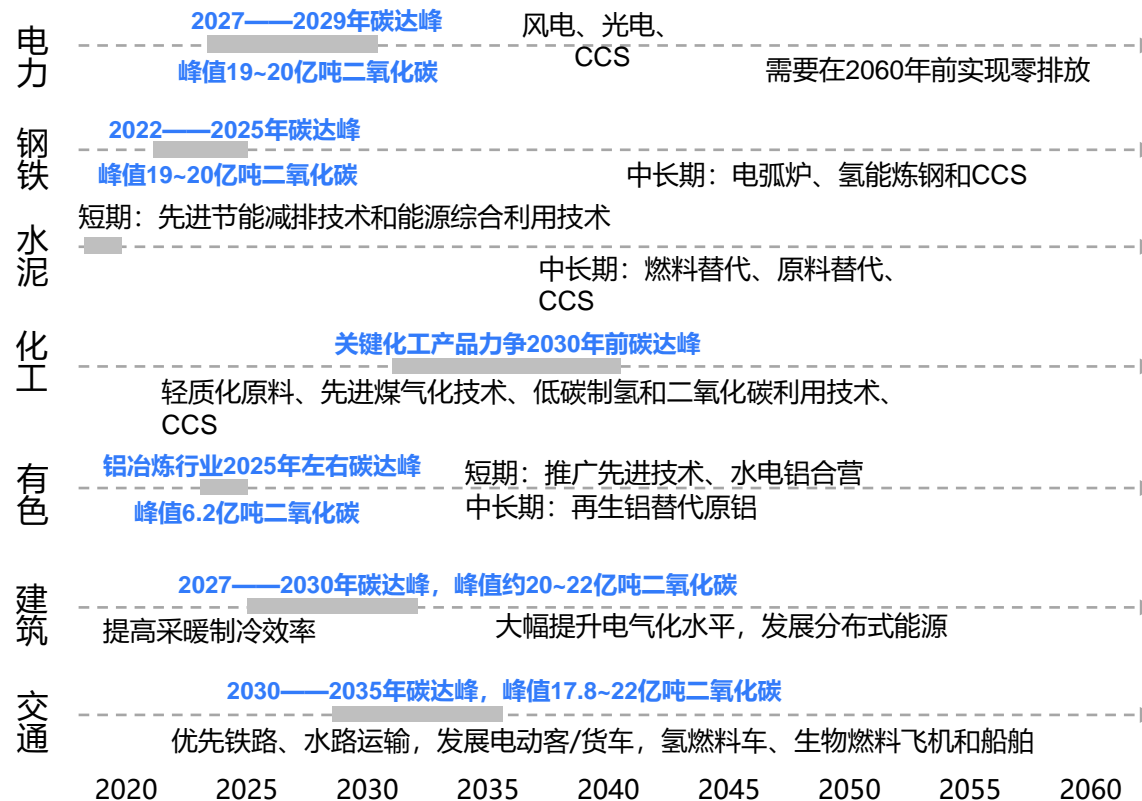 电力
2027——2029年碳达峰
峰值19~20亿吨二氧化碳
风电、光电、
CCS
需要在2060年前实现零排放
钢铁
2022——2025年碳达峰
峰值19~20亿吨二氧化碳
中长期：电弧炉、氢能炼钢和CCS
水泥
短期：先进节能减排技术和能源综合利用技术
中长期：燃料替代、原料替代、
CCS
化工
关键化工产品力争2030年前碳达峰
轻质化原料、先进煤气化技术、低碳制氢和二氧化碳利用技术、
CCS
有色
铝冶炼行业2025年左右碳达峰
峰值6.2亿吨二氧化碳
短期：推广先进技术、水电铝合营
中长期：再生铝替代原铝
建筑
2027——2030年碳达峰，峰值约20~22亿吨二氧化碳
提高采暖制冷效率
大幅提升电气化水平，发展分布式能源
交通
2030——2035年碳达峰，峰值17.8~22亿吨二氧化碳
优先铁路、水路运输，发展电动客/货车，氢燃料车、生物燃料飞机和船舶
2020 2025 2030 2035 2040 2045 2050 2055 2060